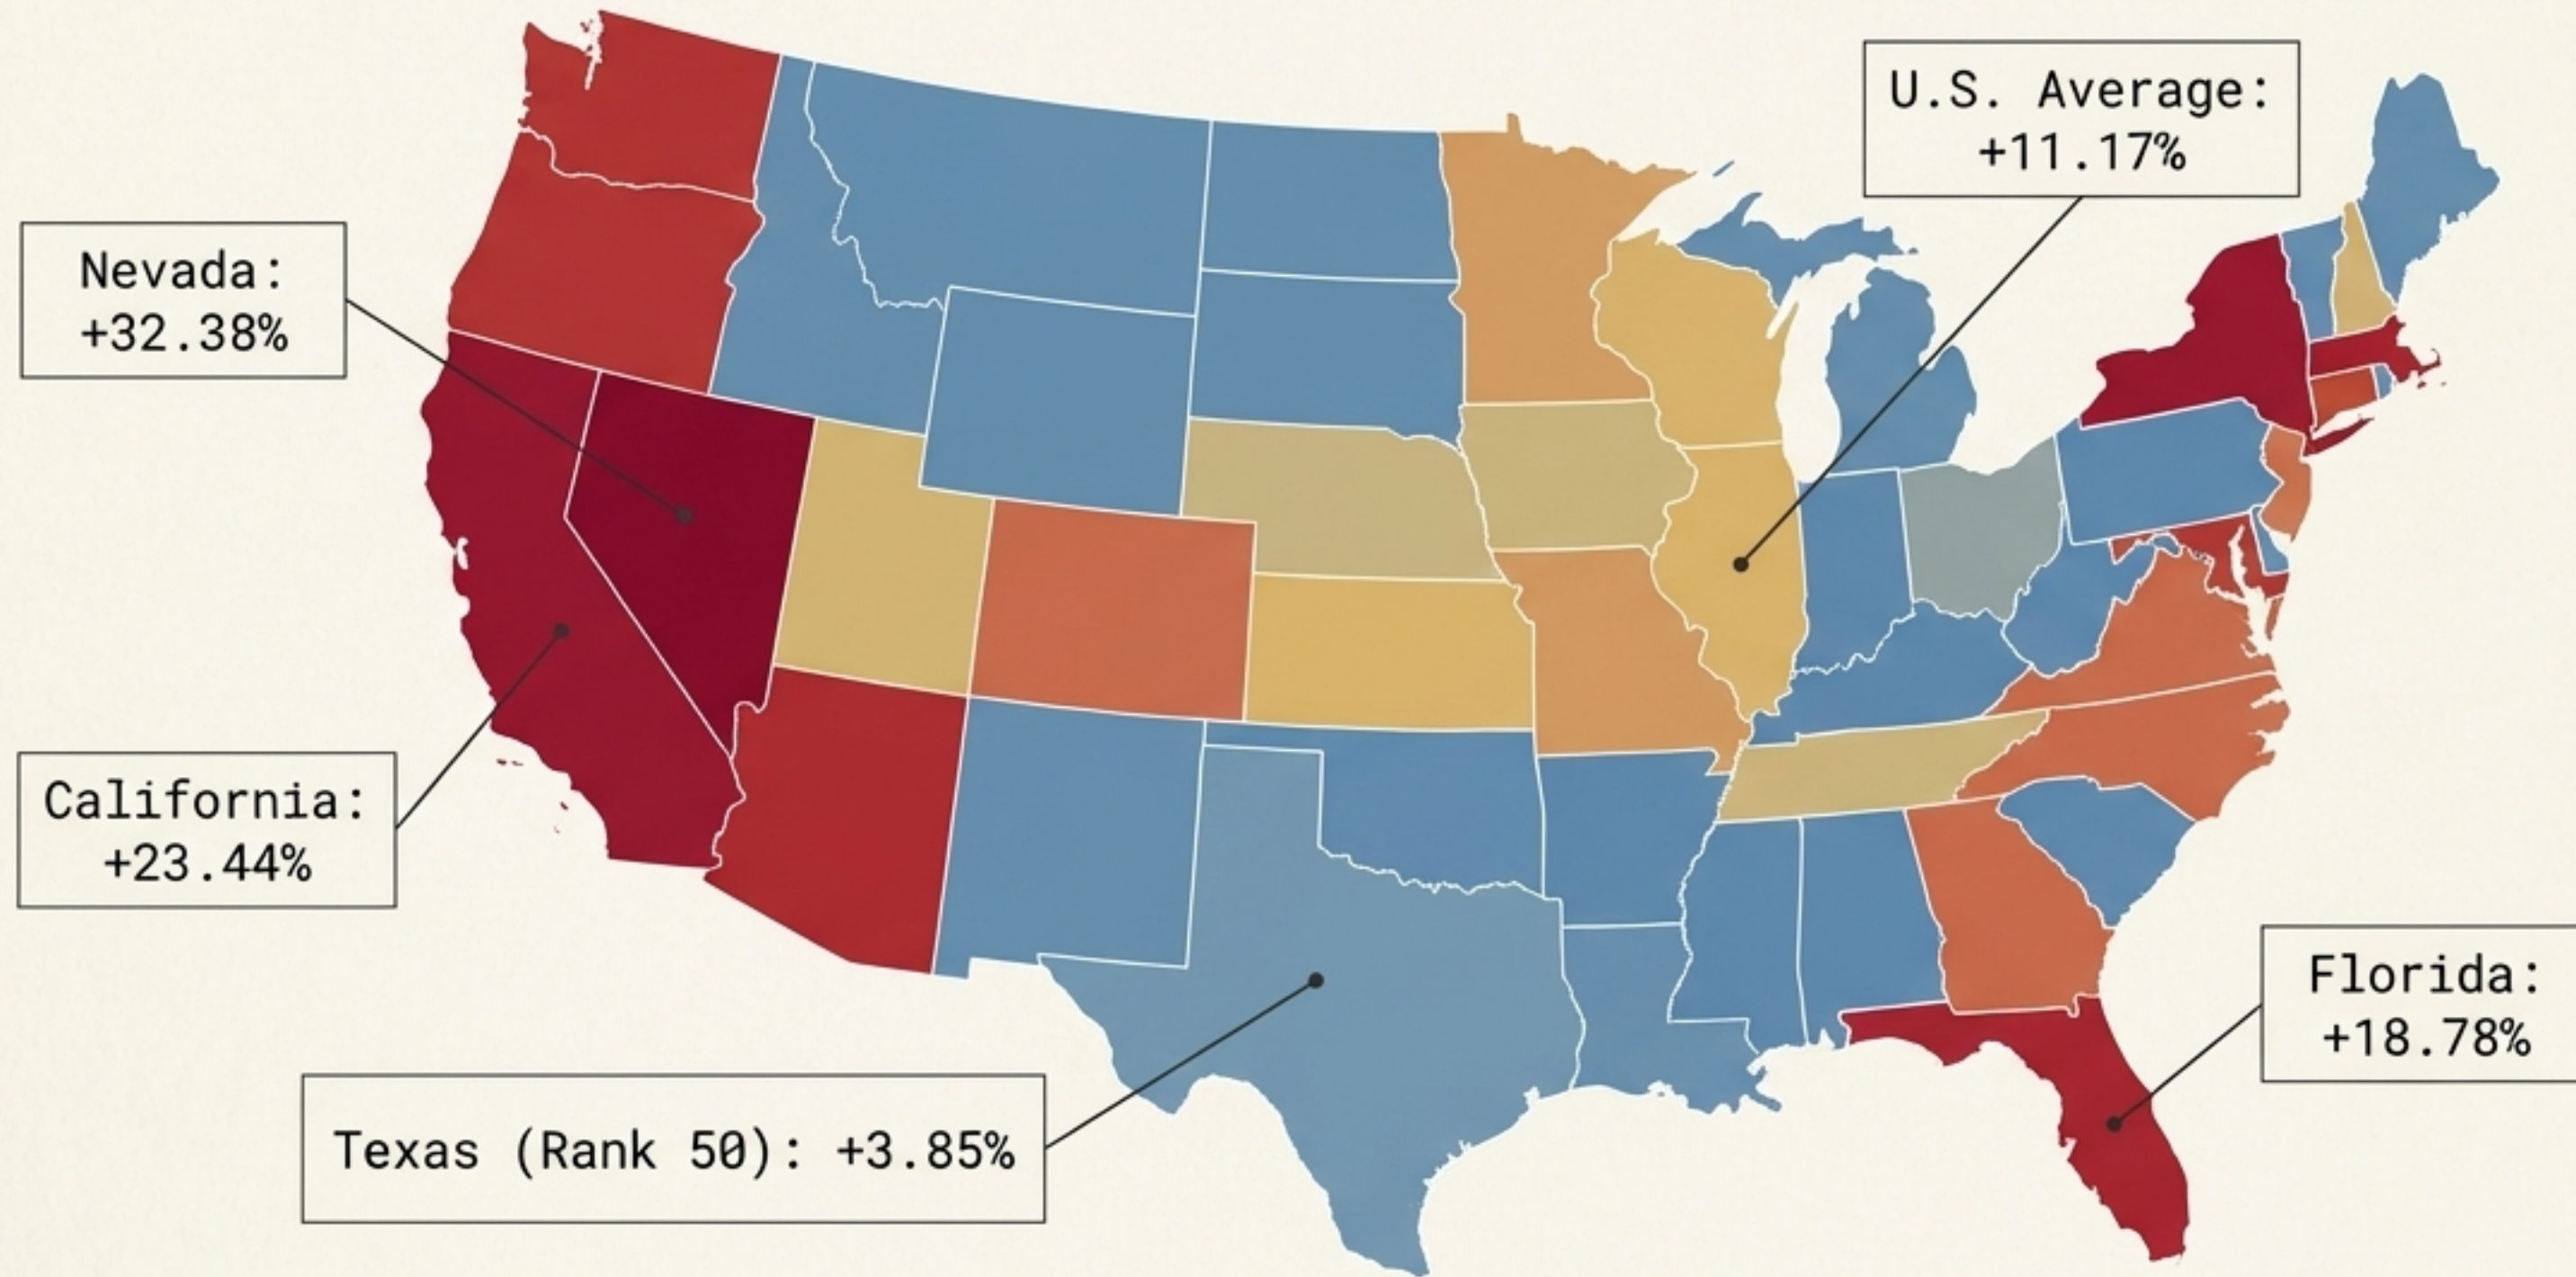 U.S. Average:
+11.17%
Nevada:
+32.38%
California:
+23.44%
Florida:
+18.78%
Texas (Rank 50): +3.85%